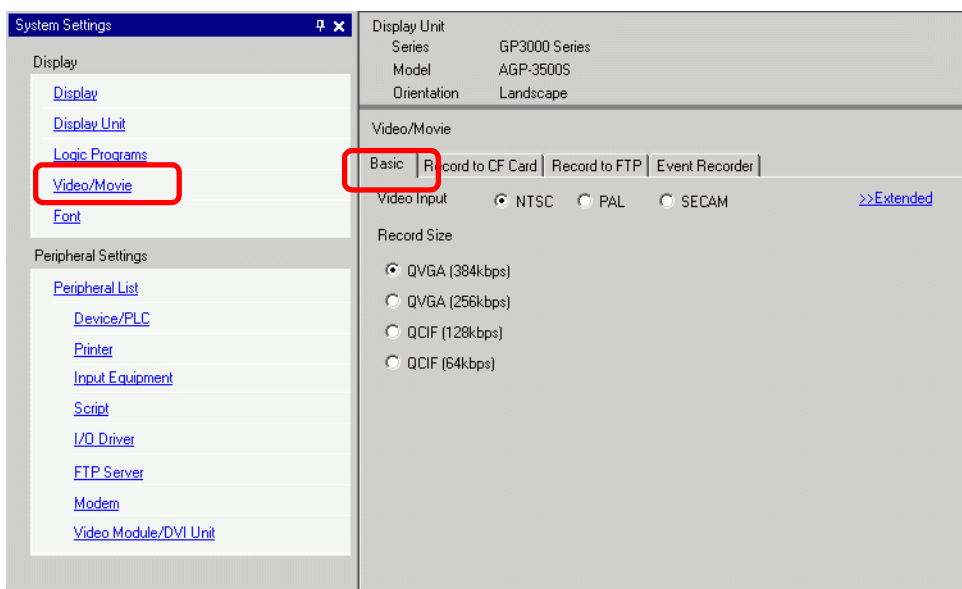 System Settings
Display
Display
Display Unit
Logic Programs
Video/Movie
Font
Peripheral Settings
Peripheral List
Device/PLC
Printer
Input Equipment
Script
I/O Driver
FTP Server
Modem
Video Module/DVI Unit
Display Unit
Series GP3000 Series
Model AGP-3500S
Orientation Landscape
Video/Movie
Basic Record to CF Card Record to FTP Event Recorder
Video Input NTSC PAL SECAM >>Extended
Record Size
QVGA (384kbps)
QVGA (256kbps)
QCIF (128kbps)
QCIF (64kbps)